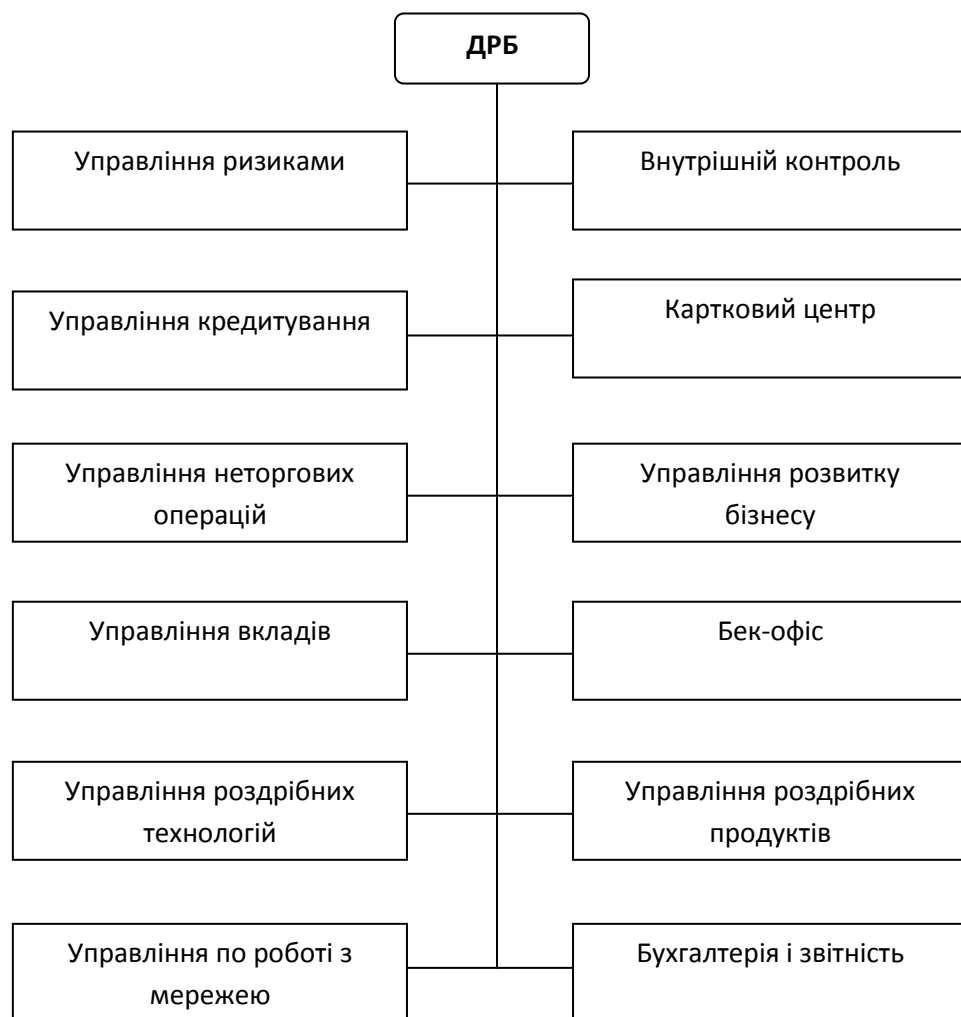 ДРБ
Управління ризиками
Внутрішній контроль
Управління кредитування
Картковий центр
Управління неторгових
операцій
Управління розвитку
бізнесу
Управління вкладів
Бек-офіс
Управління роздрібних
технологій
Управління роздрібних
продуктів
Управління по роботі з
мережею
Бухгалтерія і звітність